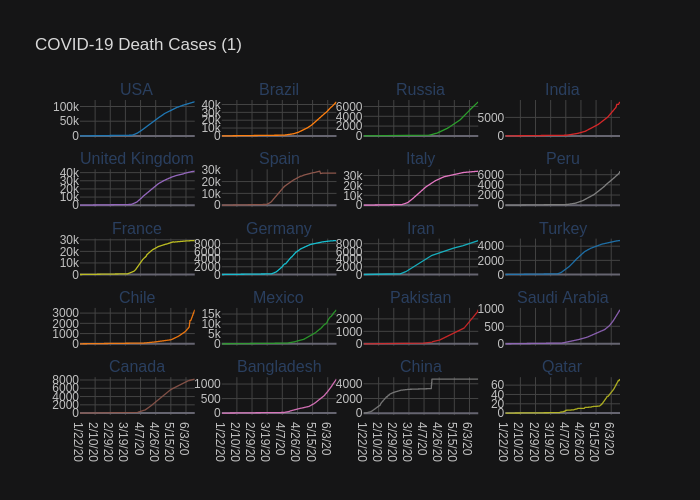 COVID-19 Death Cases (1)
USA Brazil Russia India
100k 50k 0
40k 30k 20k 10k 0
6000 4000 2000 0
5000 0
United Kingdom Spain Italy Peru
40k 30k 20k 10k 0
30k 20k 10k 0
30k 20k 10k 0
6000 4000 2000 0
France Germany Iran Turkey
30k 20k 10k 0
8000 6000 4000 2000 0
8000 6000 4000 2000 0
4000 2000 0
Chile Mexico Pakistan Saudi Arabia
3000 2000 1000 0
15k 10k 5k 0
2000 1000 0
1000 500 0
Canada Bangladesh China Qatar
8000 6000 4000 2000 0
1000 500 0
4000 2000 0
60 40 20 0
1/22/20 2/10/20 2/29/20 3/19/20 4/7/20 4/26/20 5/15/20 6/3/20
1/22/20 2/10/20 2/29/20 3/19/20 4/7/20 4/26/20 5/15/20 6/3/20
1/22/20 2/10/20 2/29/20 3/19/20 4/7/20 4/26/20 5/15/20 6/3/20
1/22/20 2/10/20 2/29/20 3/19/20 4/7/20 4/26/20 5/15/20 6/3/20